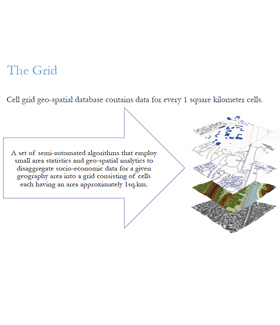 The Grid
Cell grid geo-spatial database contains data for every 1 square kilometer cells.
A set of semi-automated algorithms that employ
small area statistics and geo-spatial analytics to
disaggregate socio-economic data for a given
geography area into a grid consisting of cells
each having an area approximately 1sq.km.